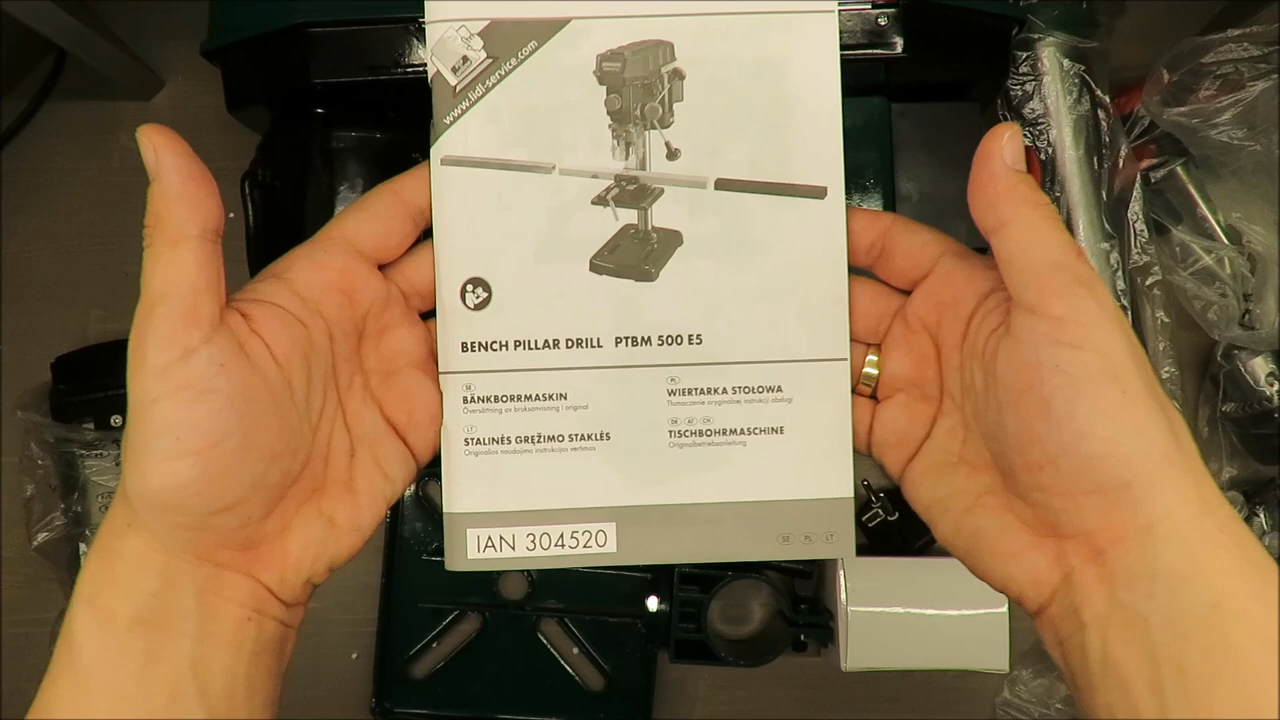 www.lidl-service.com
BENCH PILLAR DRILL PTBM 500 E5
SE
BÄNKBORRMASKIN
Översättning av bruksanvisning i original
LT
STALINĖS GRĘŽIMO STAKLĖS
Originalios naudojimo instrukcijos vertimas
PL
WIERTARKA STOŁOWA
Tłumaczenie oryginalnej instrukcji obsługi
DE AT CH
TISCHBOHRMASCHINE
Originalbetriebsanleitung
IAN 304520
SE PL LT